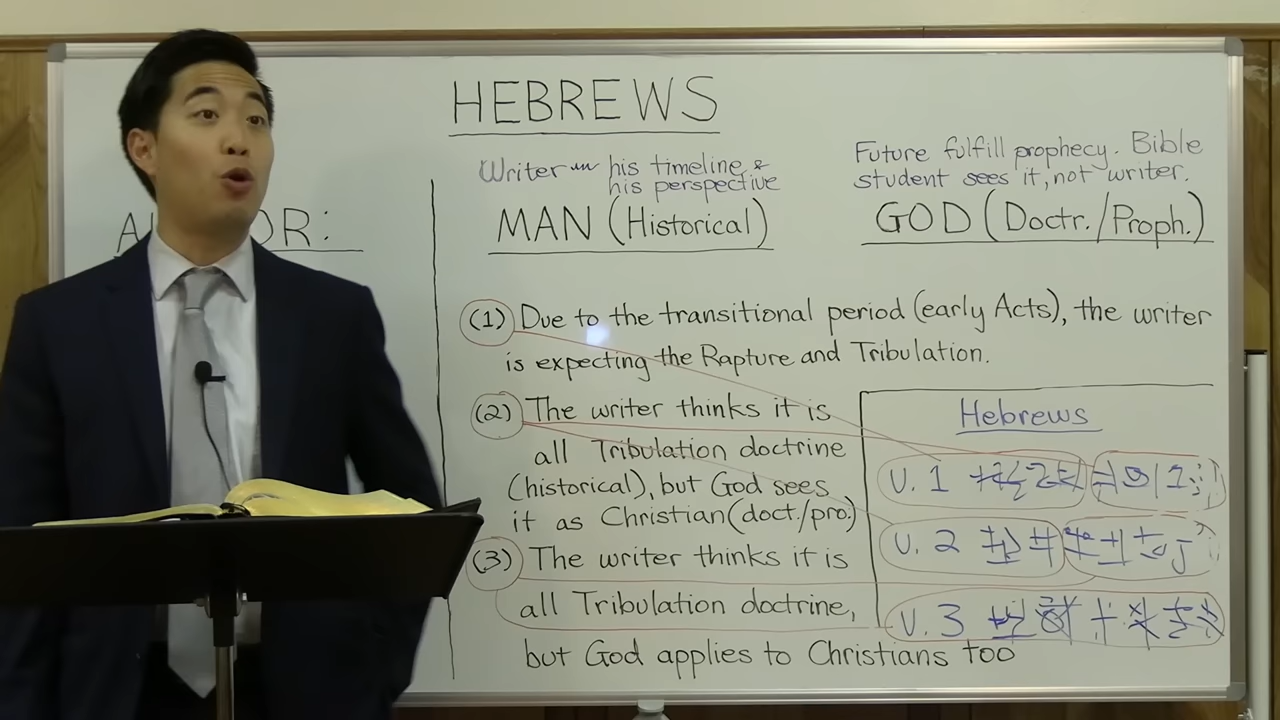 HEBREWS
Writer his timeline &
his perspective
MAN (Historical)
Future fulfill prophecy. Bible
student sees it, not writer.
GOD (Doctr./Proph.)
(1) Due to the transitional period (early Acts), the writer
is expecting the Rapture and Tribulation.
(2) The writer thinks it is
all Tribulation doctrine
(historical), but God sees
it as Christian (doct./pro.)
(3) The writer thinks it is
all Tribulation doctrine,
but God applies to Christians too
Hebrews
V. 1
V. 2
V. 3